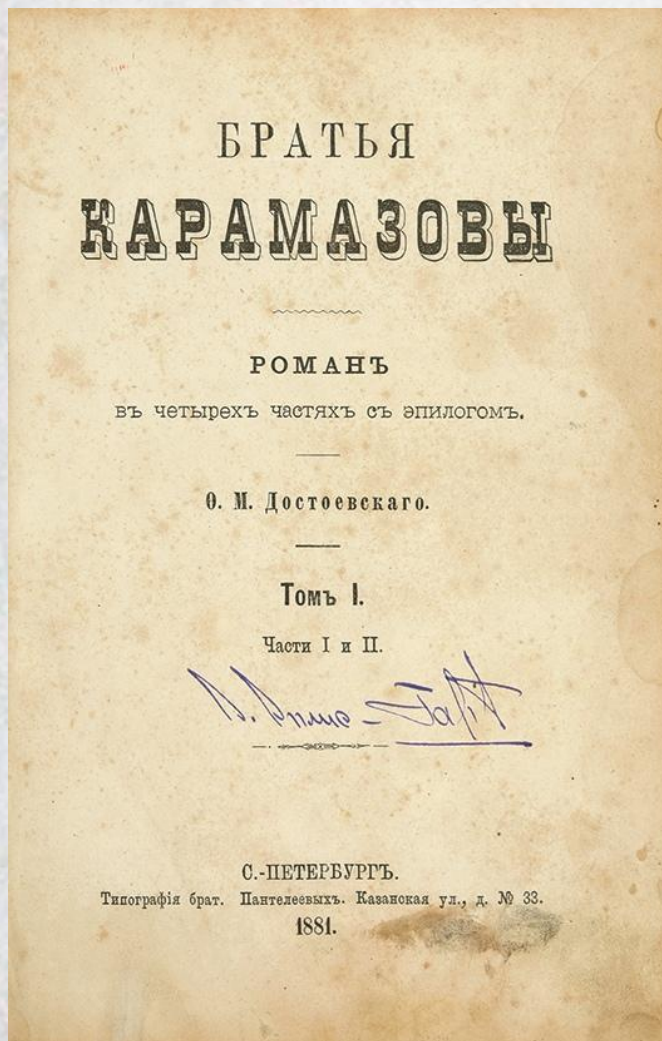 БРАТЬЯ
КАРАМАЗОВЫ
РОМАНЪ
въ четырехъ частяхъ съ эпилогомъ.
Ѳ. М. Достоевскаго.
Томъ I.
Части I и II.
С.-ПЕТЕРБУРГЪ.
Типографія брат. Пантелеевыхъ. Казанская ул., д. № 33.
1881.